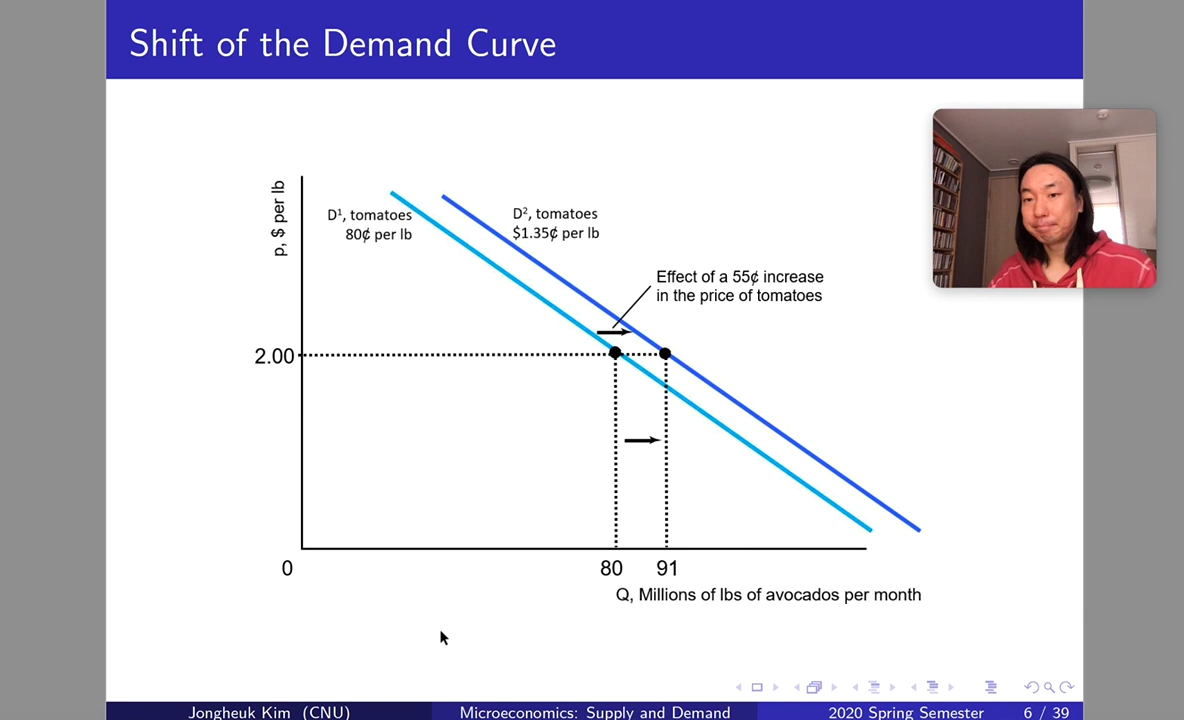 Shift of the Demand Curve
p, $ per lb
D¹, tomatoes
80¢ per lb
D², tomatoes
$1.35¢ per lb
Effect of a 55¢ increase
in the price of tomatoes
2.00
0
80
91
Q, Millions of lbs of avocados per month
Jongheuk Kim (CNU)
Microeconomics: Supply and Demand
2020 Spring Semester
6 / 39